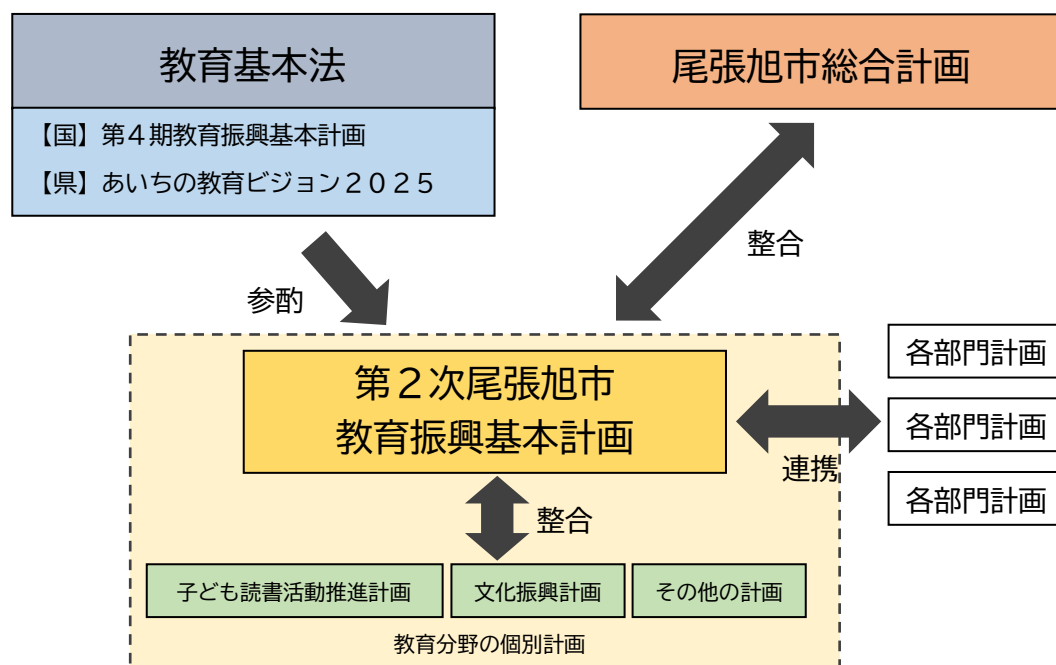 教育基本法
【国】第４期教育振興基本計画
【県】あいちの教育ビジョン２０２５
尾張旭市総合計画
整合
参酌
第２次尾張旭市
教育振興基本計画
各部門計画
各部門計画
各部門計画
連携
整合
子ども読書活動推進計画
文化振興計画
その他の計画
教育分野の個別計画